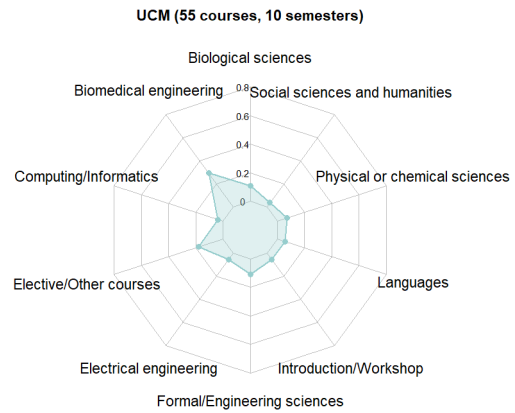 UCM (55 courses, 10 semesters)
Biological sciences
Biomedical engineering
0.8
Social sciences and humanities
0.6
0.4
Computing/Informatics
0.2
Physical or chemical sciences
0
Elective/Other courses
Languages
Electrical engineering
Introduction/Workshop
Formal/Engineering sciences